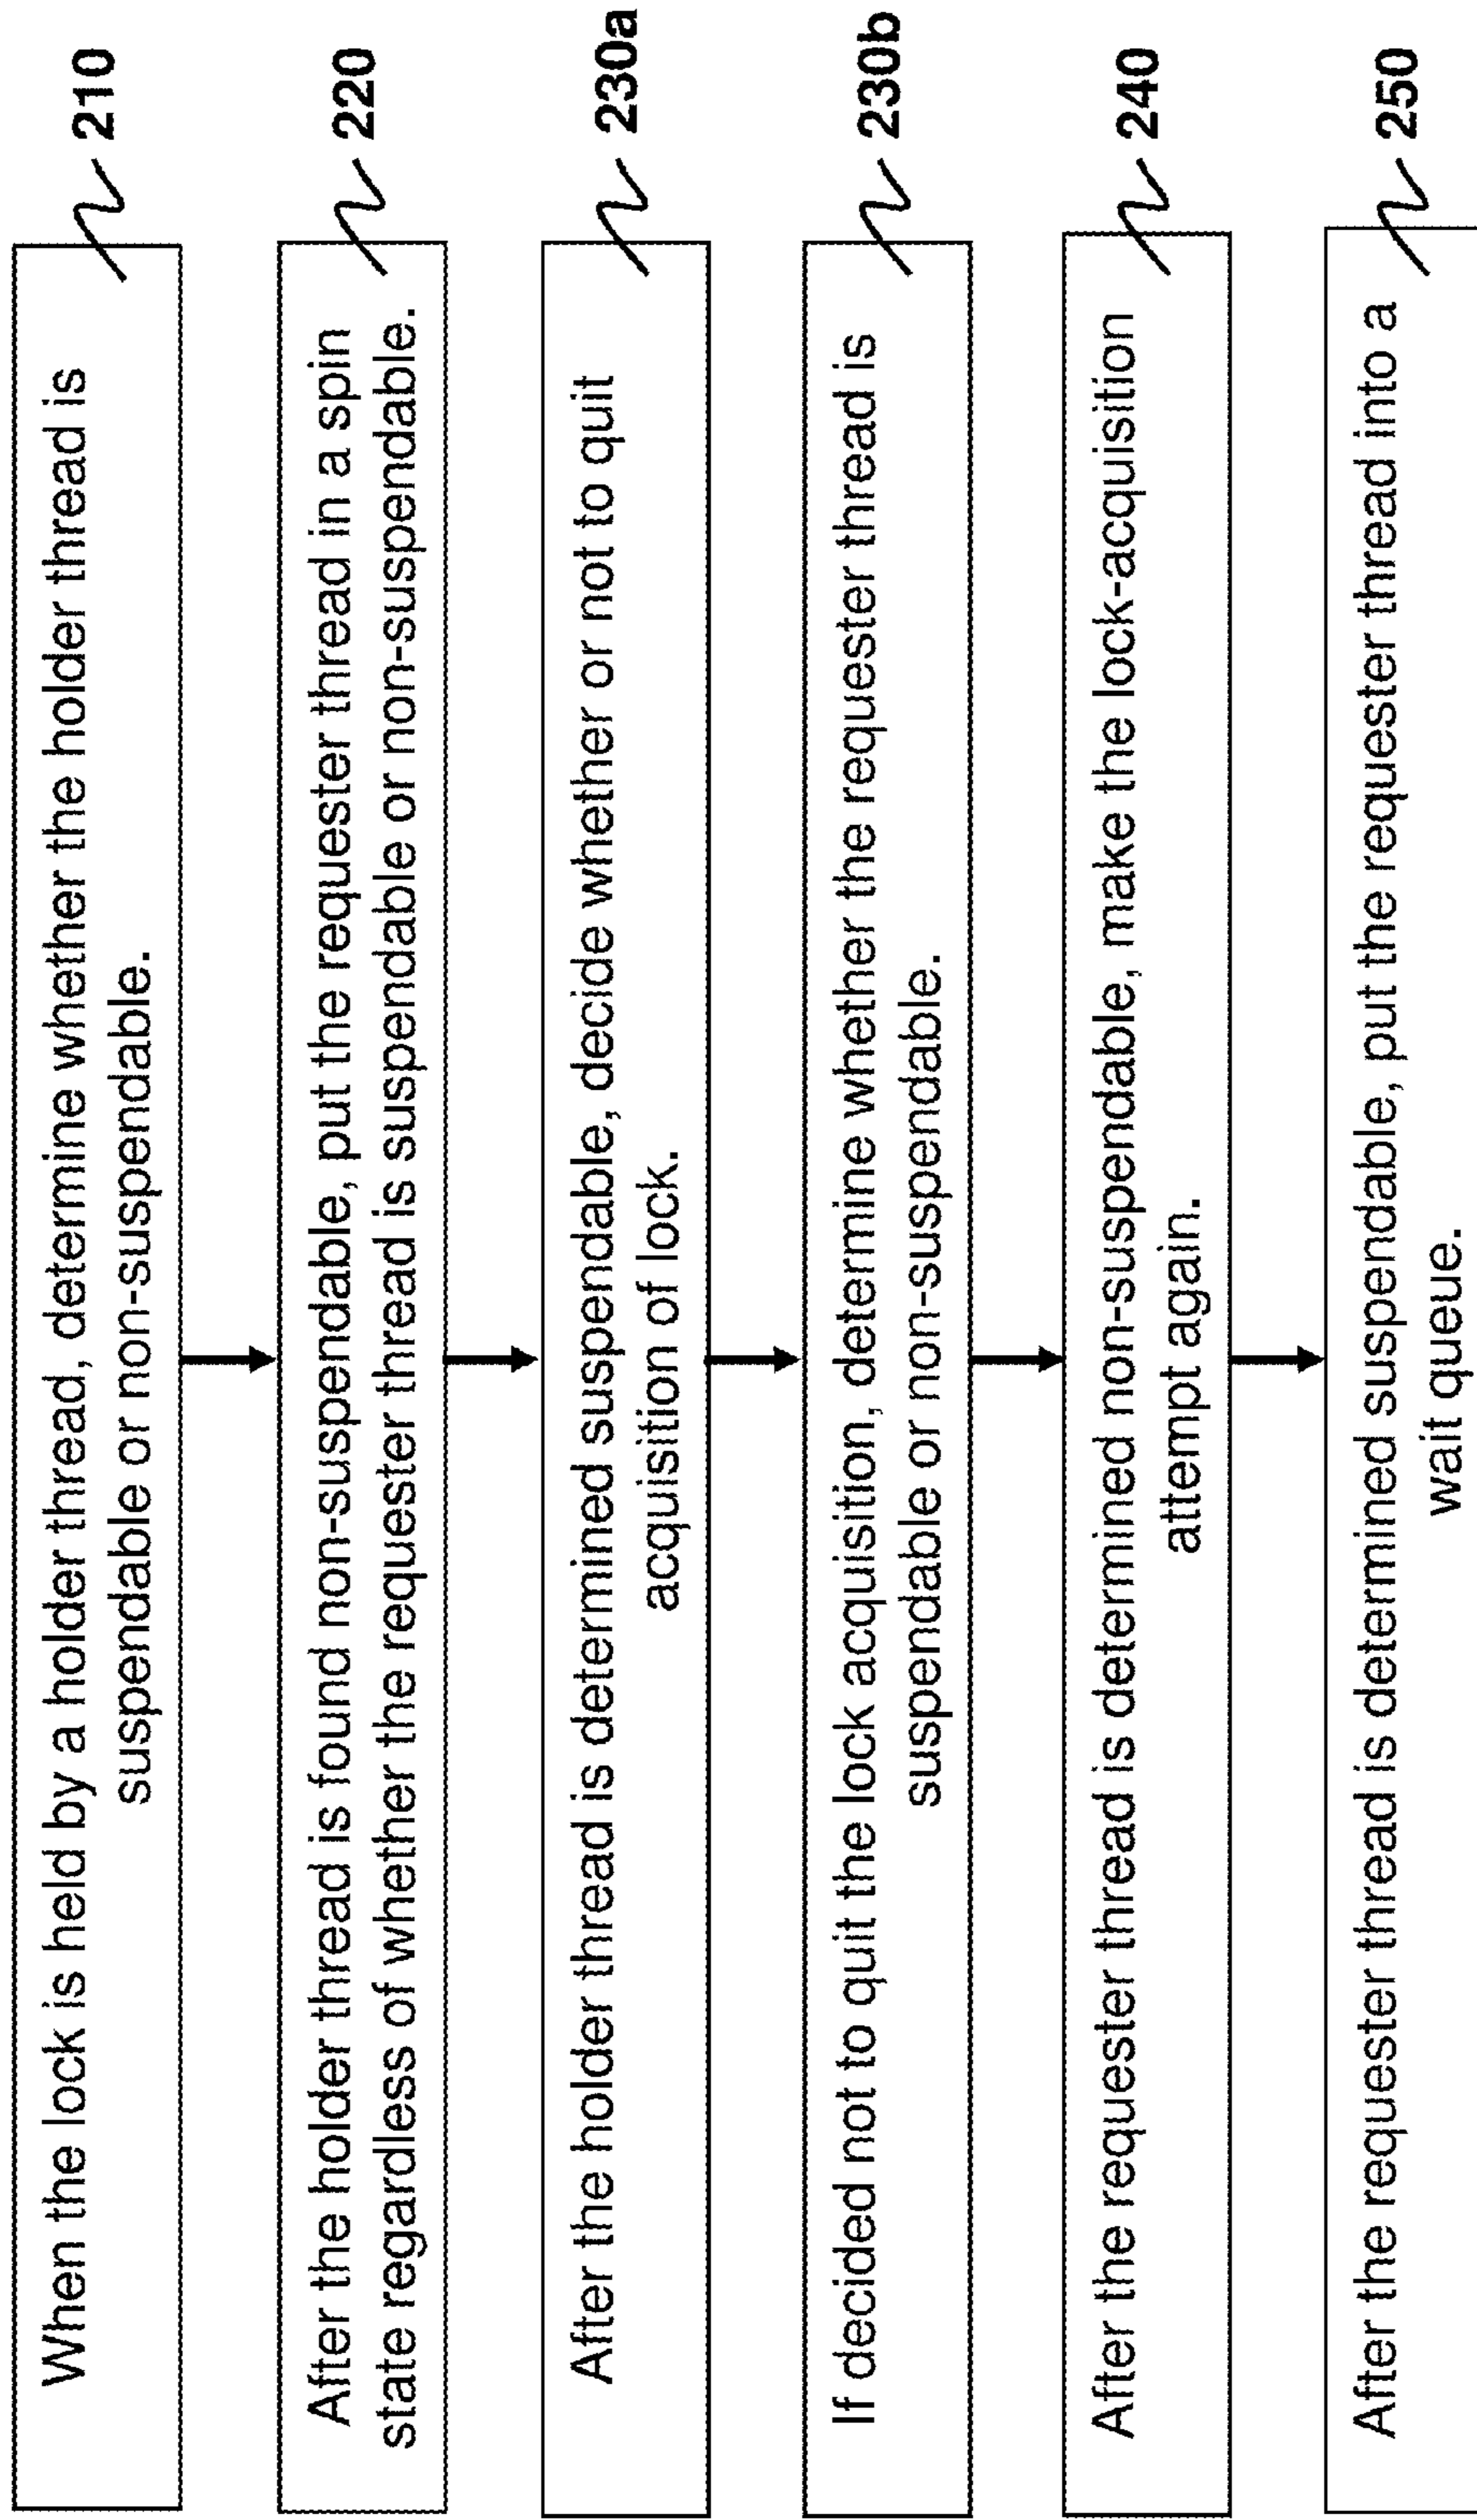 When the lock is held by a holder thread, determine whether the holder thread is
suspendable or non-suspendable.
210
After the holder thread is found non-suspendable, put the requester thread in a spin
state regardless of whether the requester thread is suspendable or non-suspendable.
220
After the holder thread is determined suspendable, decide whether or not to quit
acquisition of lock.
230a
If decided not to quit the lock acquisition, determine whether the requester thread is
suspendable or non-suspendable.
230b
After the requester thread is determined non-suspendable, make the lock-acquisition
attempt again.
240
After the requester thread is determined suspendable, put the requester thread into a
wait queue.
250